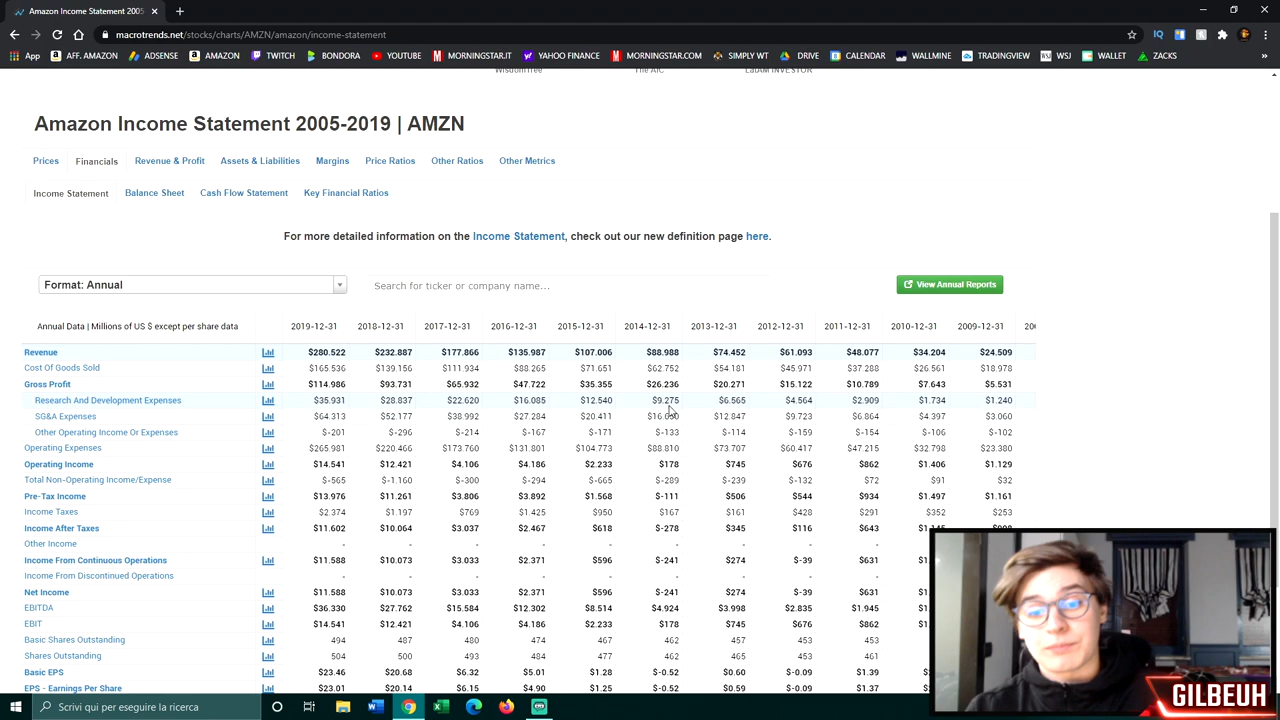 Stock Screener
Amazon Income Statement 2005
macrotrends.net/stocks/charts/AMZN/amazon/income-statement
App AFF. AMAZON ADSENSE AMAZON TWITCH BONDORA YOUTUBE MORNINGSTAR.IT YAHOO FINANCE MORNINGSTAR.COM SIMPLY WT DRIVE CALENDAR WALLMINE TRADINGVIEW WSJ WALLET ZACKS
WisdomTree The AIC LadAM INVESTOR
Amazon Income Statement 2005-2019 | AMZN
Prices Financials Revenue & Profit Assets & Liabilities Margins Price Ratios Other Ratios Other Metrics
Income Statement Balance Sheet Cash Flow Statement Key Financial Ratios
For more detailed information on the Income Statement, check out our new definition page here.
Format: Annual Search for ticker or company name... View Annual Reports
Annual Data | Millions of US $ except per share data 2019-12-31 2018-12-31 2017-12-31 2016-12-31 2015-12-31 2014-12-31 2013-12-31 2012-12-31 2011-12-31 2010-12-31 2009-12-31 200
Revenue $280.522 $232.887 $177.866 $135.987 $107.006 $88.988 $74.452 $61.093 $48.077 $34.204 $24.509
Cost Of Goods Sold $165.536 $139.156 $111.934 $88.265 $71.651 $62.752 $54.181 $45.971 $37.288 $26.561 $18.978
Gross Profit $114.986 $93.731 $65.932 $47.722 $35.355 $26.236 $20.271 $15.122 $10.789 $7.643 $5.531
Research And Development Expenses $35.931 $28.837 $22.620 $16.085 $12.540 $9.275 $6.565 $4.564 $2.909 $1.734 $1.240
SG&A Expenses $64.313 $52.177 $38.992 $27.284 $20.411 $12.847 $9.723 $6.864 $4.397 $3.060
Other Operating Income Or Expenses $-201 $-296 $-214 $-167 $-171 $-133 $-114 $-159 $-154 $-106 $-102
Operating Expenses $265.981 $220.466 $173.760 $131.801 $104.773 $88.810 $73.707 $60.417 $47.215 $32.798 $23.380
Operating Income $14.541 $12.421 $4.106 $4.186 $2.233 $178 $745 $676 $862 $1.406 $1.129
Total Non-Operating Income/Expense $-565 $-1.160 $-300 $-294 $-665 $-289 $-239 $-132 $72 $91 $32
Pre-Tax Income $13.976 $11.261 $3.806 $3.892 $1.568 $-111 $506 $544 $934 $1.497 $1.161
Income Taxes $2.374 $1.197 $769 $1.425 $950 $167 $161 $428 $291 $352 $253
Income After Taxes $11.602 $10.064 $3.037 $2.467 $618 $-278 $345 $116 $643
Other Income - - - - - - - - -
Income From Continuous Operations $11.588 $10.073 $3.033 $2.371 $596 $-241 $274 $-39 $631
Income From Discontinued Operations - - - - - - - - -
Net Income $11.588 $10.073 $3.033 $2.371 $596 $-241 $274 $-39 $631
EBITDA $36.330 $27.762 $15.584 $12.302 $8.514 $4.924 $3.998 $2.835 $1.945
EBIT $14.541 $12.421 $4.106 $4.186 $2.233 $178 $745 $676 $862
Basic Shares Outstanding 494 487 480 474 467 462 457 453 453
Shares Outstanding 504 500 493 484 477 462 465 453 461
Basic EPS $23.46 $20.68 $6.32 $5.01 $1.28 $-0.52 $0.60 $-0.09 $1.39
EPS - Earnings Per Share $23.01 $20.14 $6.15 $4.90 $1.25 $-0.52 $0.59 $-0.09 $1.37
GILBEUH
Scrivi qui per eseguire la ricerca